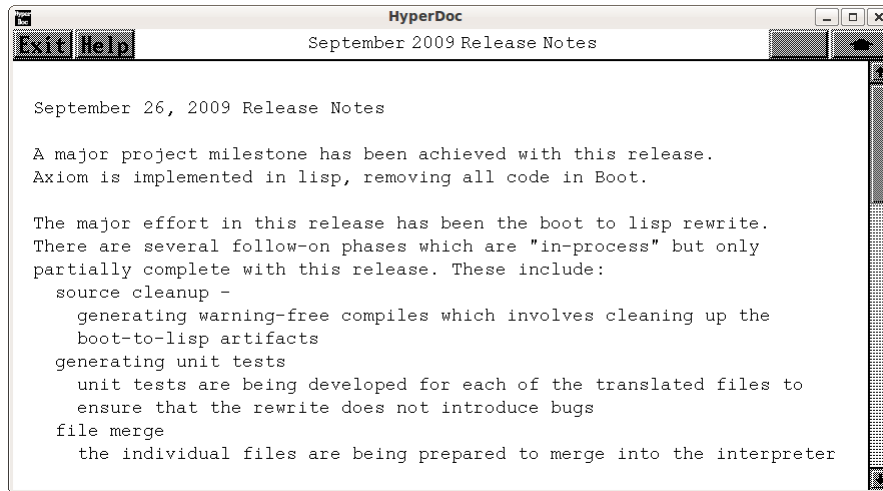 Hyper Doc
HyperDoc
Exit Help
September 2009 Release Notes
September 26, 2009 Release Notes
A major project milestone has been achieved with this release.
Axiom is implemented in lisp, removing all code in Boot.
The major effort in this release has been the boot to lisp rewrite.
There are several follow-on phases which are "in-process" but only
partially complete with this release. These include:
source cleanup -
generating warning-free compiles which involves cleaning up the
boot-to-lisp artifacts
generating unit tests
unit tests are being developed for each of the translated files to
ensure that the rewrite does not introduce bugs
file merge
the individual files are being prepared to merge into the interpreter